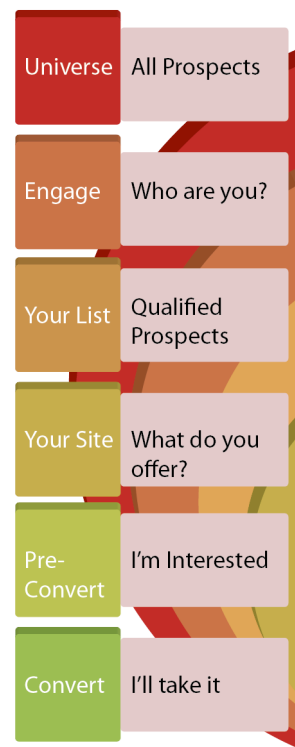 Universe
All Prospects
Engage
Who are you?
Your List
Qualified
Prospects
Your Site
What do you
offer?
Pre-
Convert
I'm Interested
Convert
I'll take it